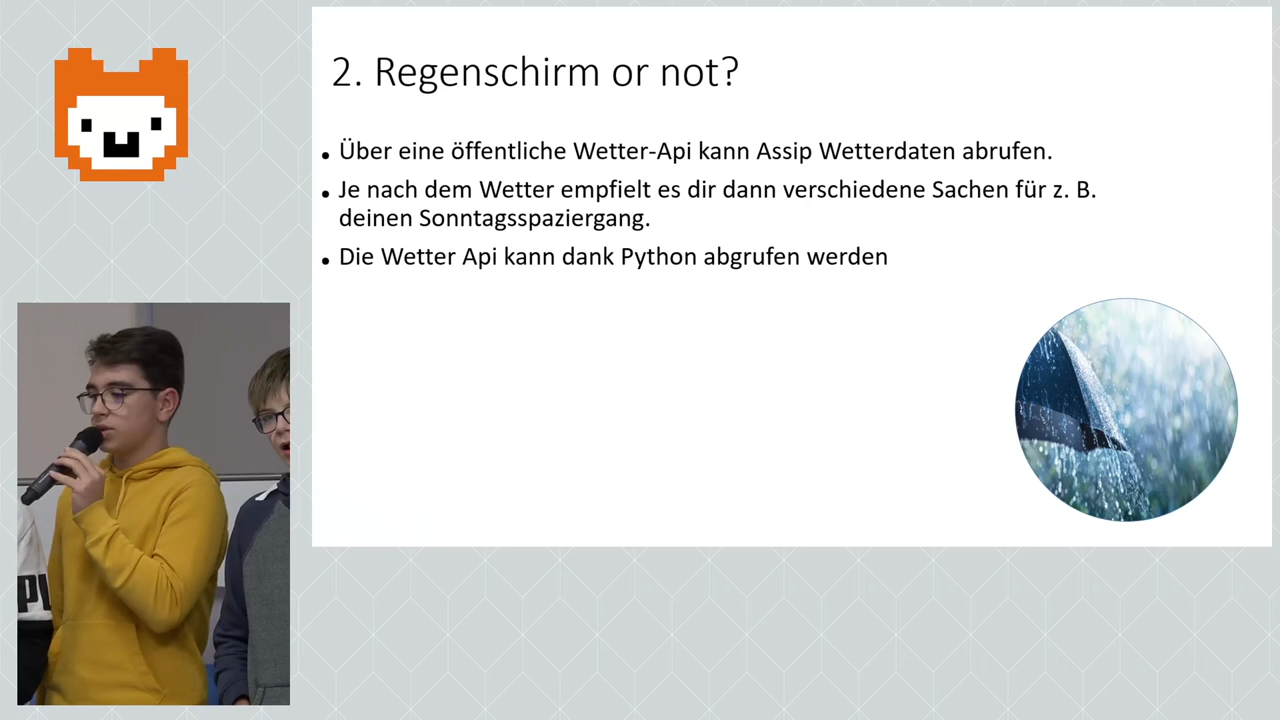 2. Regenschirm or not?
Über eine öffentliche Wetter-Api kann Assip Wetterdaten abrufen.
Je nach dem Wetter empfielt es dir dann verschiedene Sachen für z. B.
deinen Sonntagsspaziergang.
Die Wetter Api kann dank Python abgrufen werden